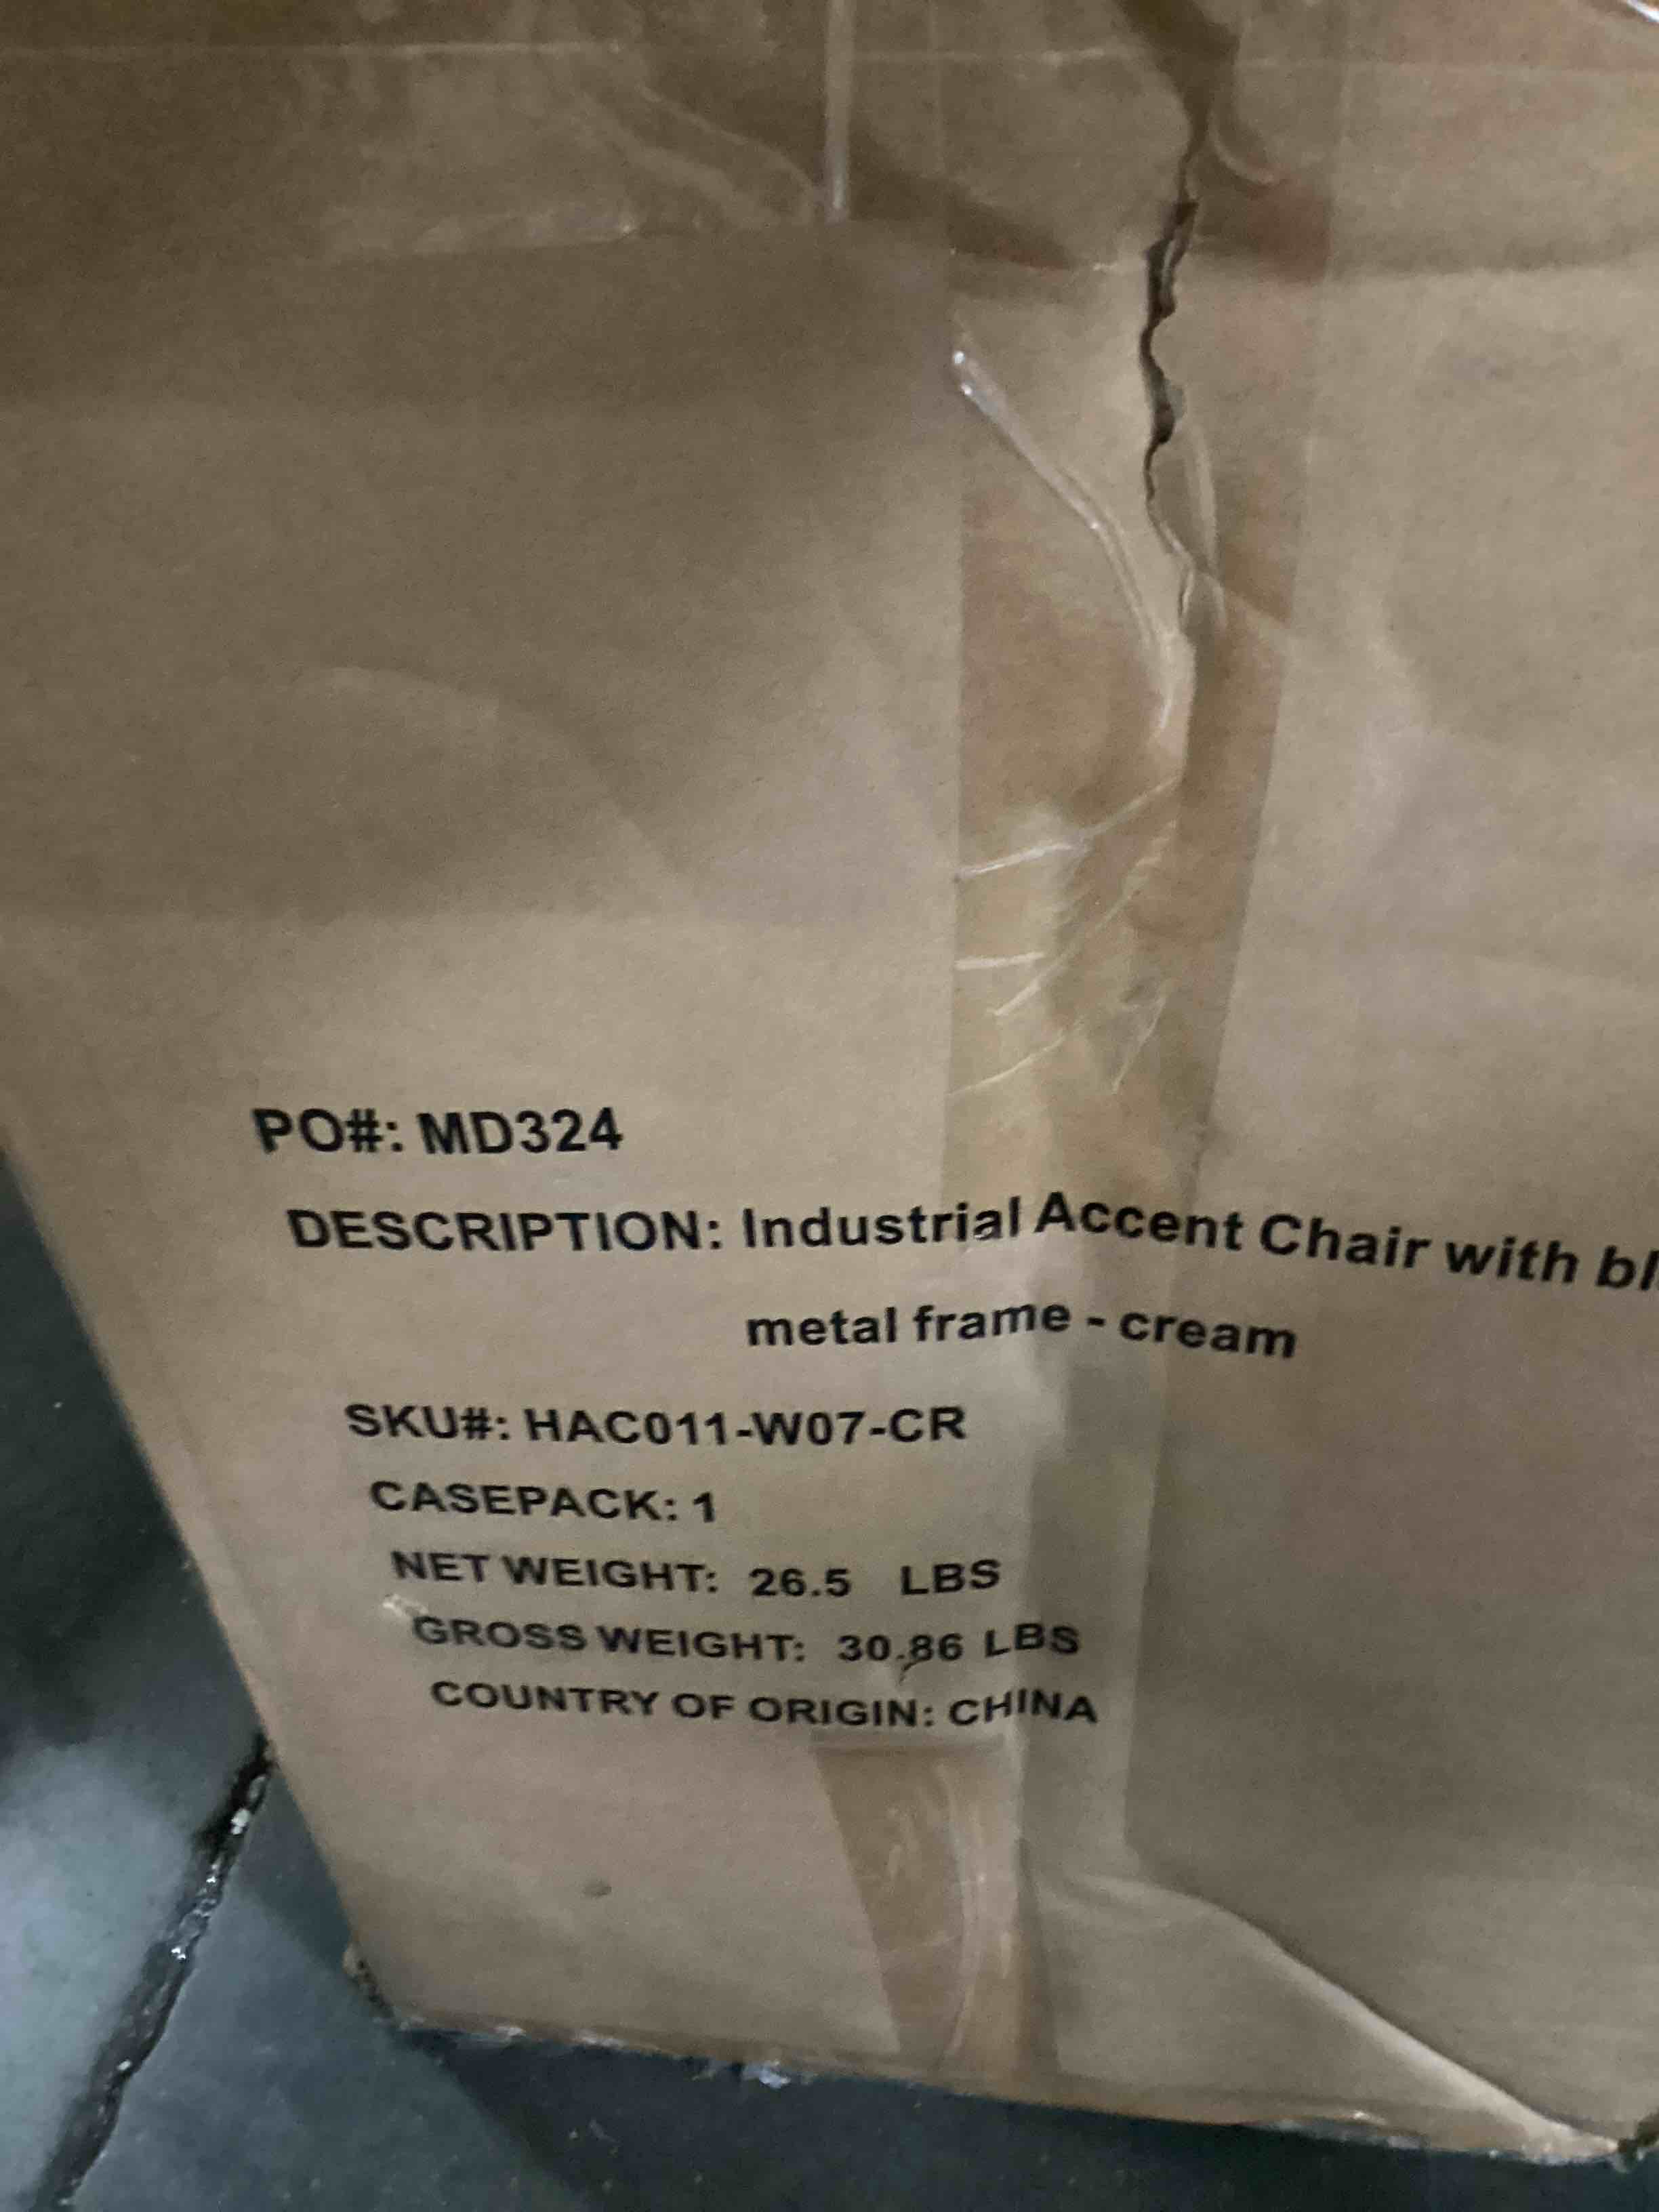 PO#: MD324
DESCRIPTION: Industrial Accent Chair with
metal frame - cream
SKU#: HAC011-W07-CR
CASEPACK: 1
NET WEIGHT: 26.5 LBS
GROSS WEIGHT: 30.86 LBS
COUNTRY OF ORIGIN: CHINA